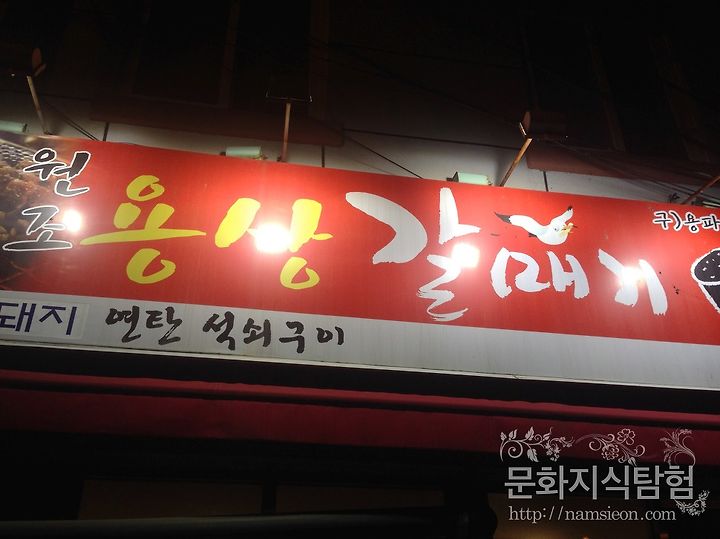 원조 용상 갈매기
구)용파
돼지 연탄 석쇠구이
문화지식탐험
http://namsieon.com